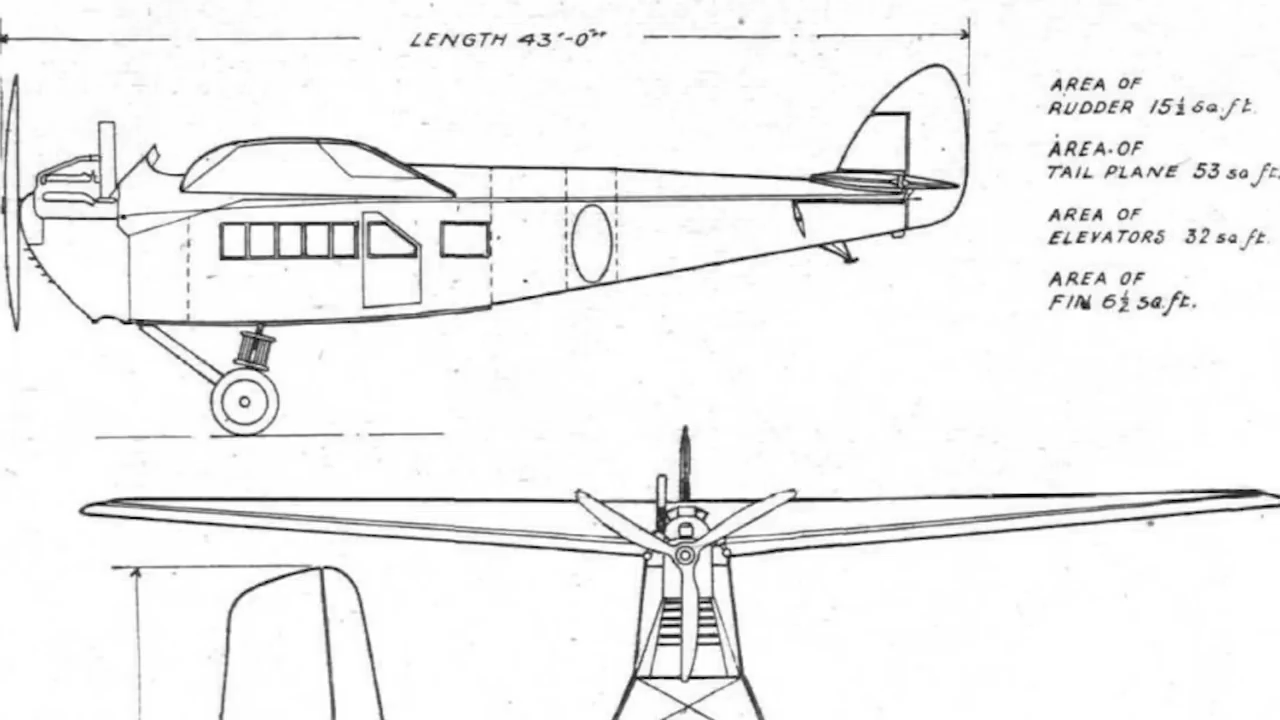 LENGTH 43'-0"
AREA OF
RUDDER 15½ sq.ft.
AREA.OF
TAIL PLANE 53 sq ft.
AREA OF
ELEVATORS 32 sq ft.
AREA OF
FIN 6½ sq.ft.